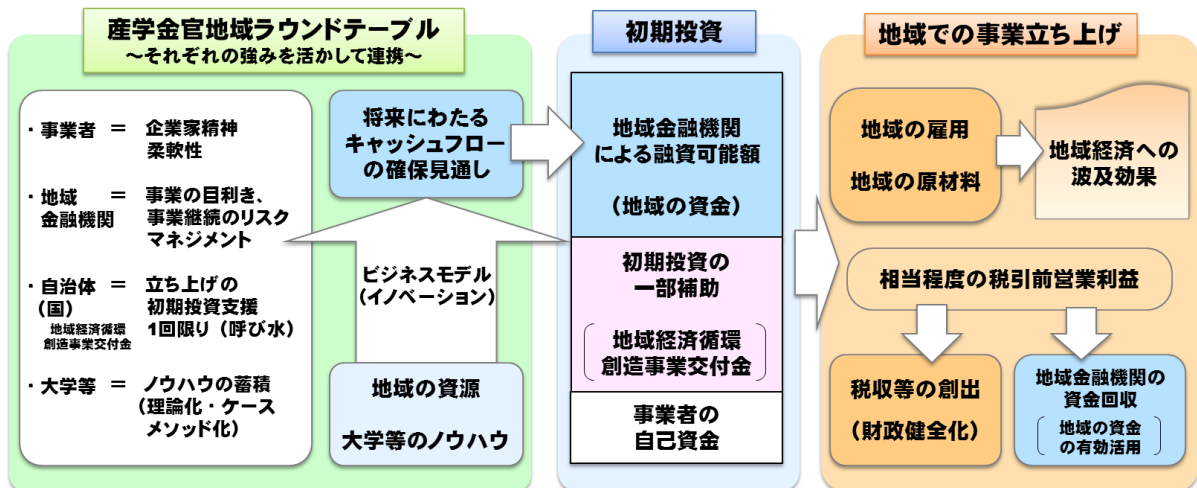 産学金官地域ラウンドテーブル
～それぞれの強みを活かして連携～
・事業者 ＝ 企業家精神
柔軟性
・地域 ＝ 事業の目利き、
金融機関 事業継続のリスク
マネジメント
・自治体 ＝ 立ち上げの
（国） 初期投資支援
地域経済循環 1回限り（呼び水）
創造事業交付金
・大学等 ＝ ノウハウの蓄積
（理論化・ケース
メソッド化）
将来にわたる
キャッシュフロー
の確保見通し
ビジネスモデル
（イノベーション）
地域の資源
大学等のノウハウ
初期投資
地域金融機関
による融資可能額
（地域の資金）
初期投資の
一部補助
地域経済循環
創造事業交付金
事業者の
自己資金
地域での事業立ち上げ
地域の雇用
地域の原材料
地域経済への
波及効果
相当程度の税引前営業利益
税収等の創出
（財政健全化）
地域金融機関の
資金回収
地域の資金
の有効活用